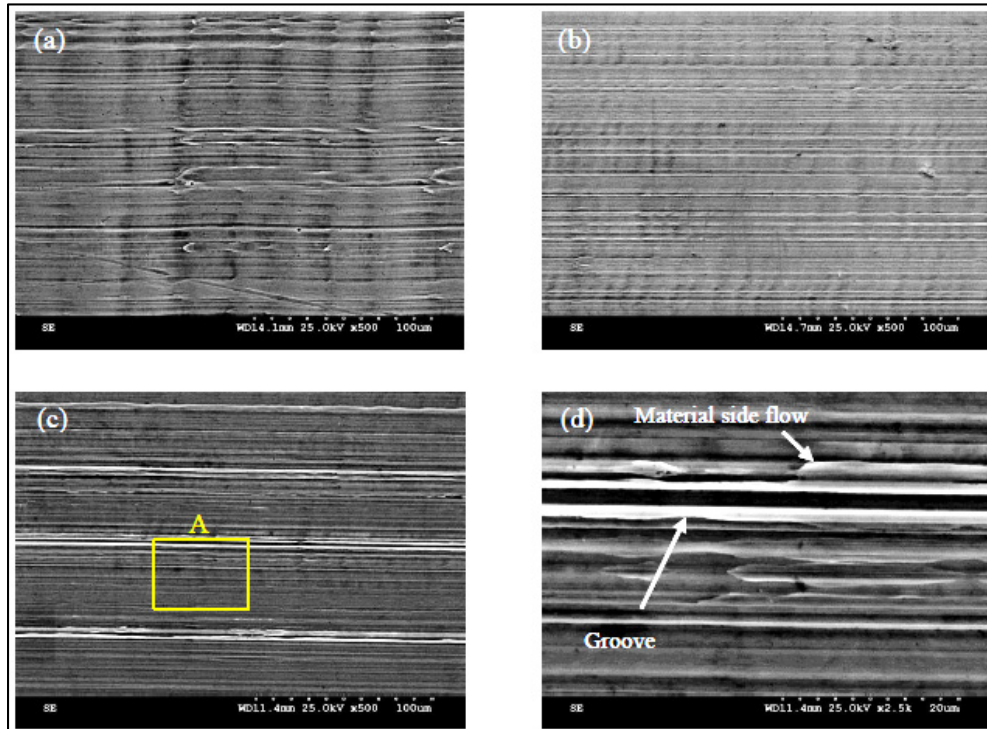 (a)
SE WD14.1mm 25.0kV x500 100um
(b)
SE WD14.7mm 25.0kV x500 100um
(c)
A
SE WD11.4mm 25.0kV x500 100um
(d)
Material side flow
Groove
SE WD11.4mm 25.0kV x2.5k 20um